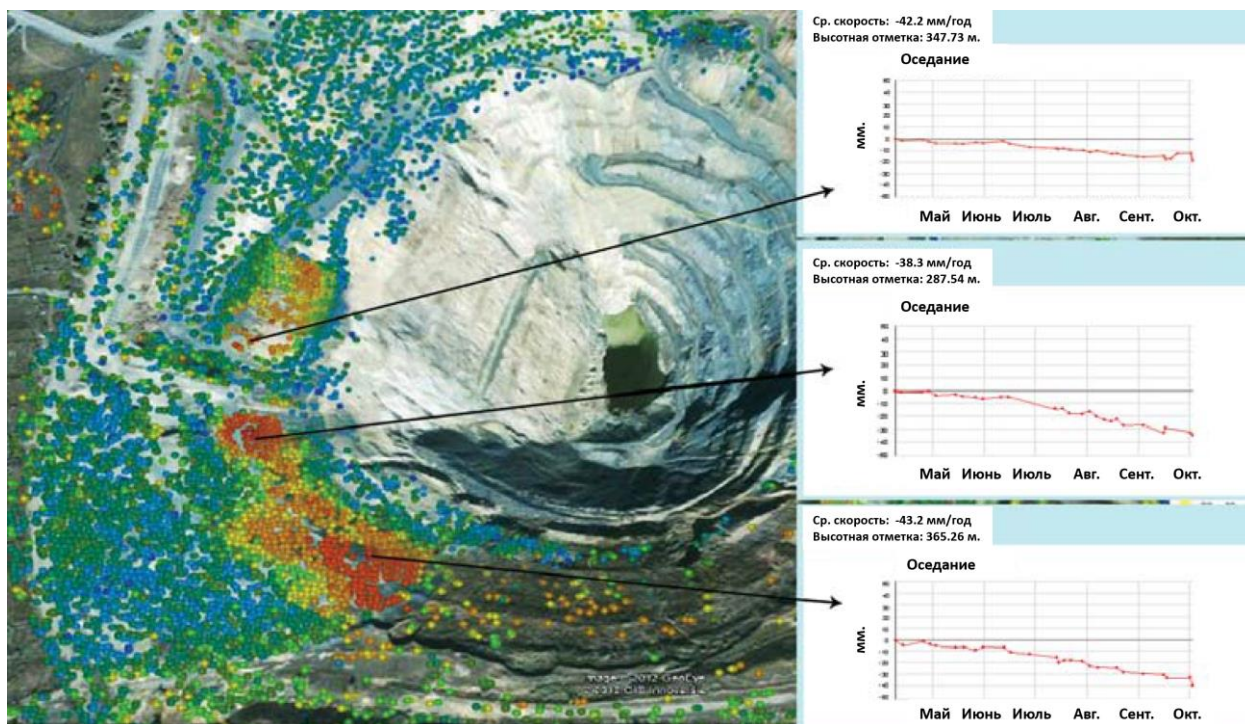 Ср. скорость: -42.2 мм/год
Высотная отметка: 347.73 м.
Оседание
мм.
Май Июнь Июль Авг. Сент. Окт.
Ср. скорость: -38.3 мм/год
Высотная отметка: 287.54 м.
Оседание
мм.
Май Июнь Июль Авг. Сент. Окт.
Ср. скорость: -43.2 мм/год
Высотная отметка: 365.26 м.
Оседание
мм.
Май Июнь Июль Авг. Сент. Окт.
2012 GeoEye